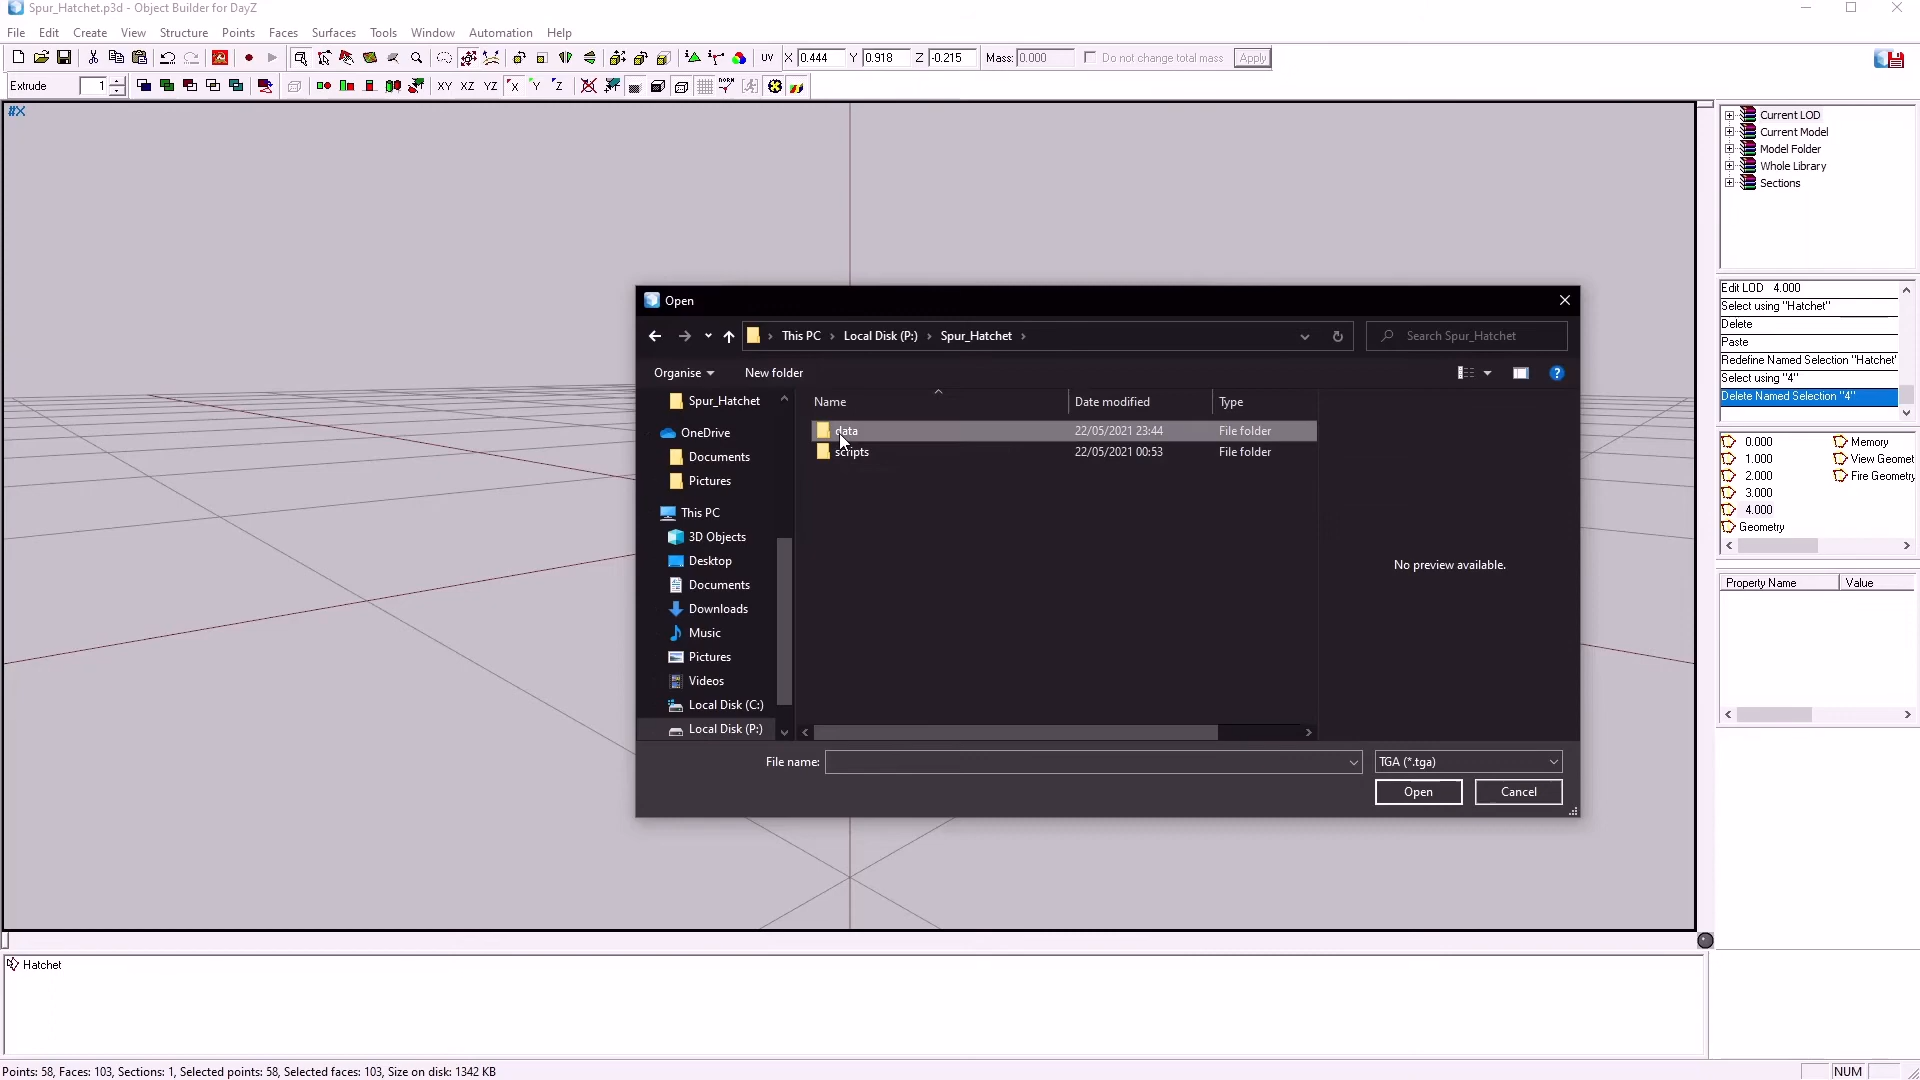 Spur_Hatchet.p3d - Object Builder for DayZ
File Edit Create View Structure Points Faces Surfaces Tools Window Automation Help
UV X 0.444 Y 0.918 Z -0.215 Mass: 0.000 Do not change total mass Apply
Extrude 1 XY XZ YZ X Y Z NORM
#X
Current LOD
Current Model
Model Folder
Whole Library
Sections
Edit LOD 4.000
Select using "Hatchet"
Delete
Paste
Redefine Named Selection "Hatchet'
Select using "4"
Delete Named Selection "4"
0.000 Memory
1.000 View Geomet
2.000 Fire Geometry
3.000
4.000
Geometry
Property Name Value
Open
This PC > Local Disk (P:) > Spur_Hatchet > Search Spur_Hatchet
Organise New folder
Spur_Hatchet
OneDrive
Documents
Pictures
This PC
3D Objects
Desktop
Documents
Downloads
Music
Pictures
Videos
Local Disk (C:)
Local Disk (P:)
Name Date modified Type
data 22/05/2021 23:44 File folder
scripts 22/05/2021 00:53 File folder
No preview available.
File name: TGA (*.tga)
Open Cancel
Hatchet
Points: 58, Faces: 103, Sections: 1, Selected points: 58, Selected faces: 103, Size on disk: 1342 KB NUM